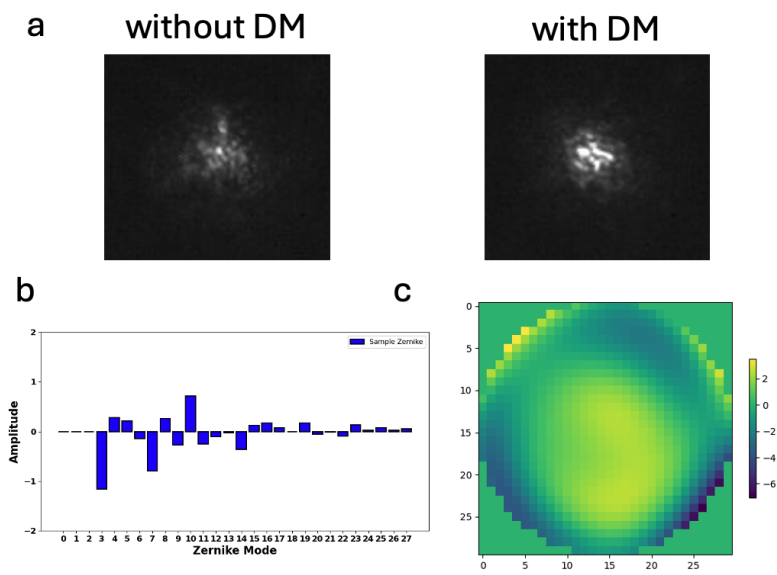 a
without DM
with DM
b
c
2
1
0
−1
−2
Amplitude
Sample Zernike
0 1 2 3 4 5 6 7 8 9 10 11 12 13 14 15 16 17 18 19 20 21 22 23 24 25 26 27
Zernike Mode
0
5
10
15
20
25
0 5 10 15 20 25
2
0
−2
−4
−6